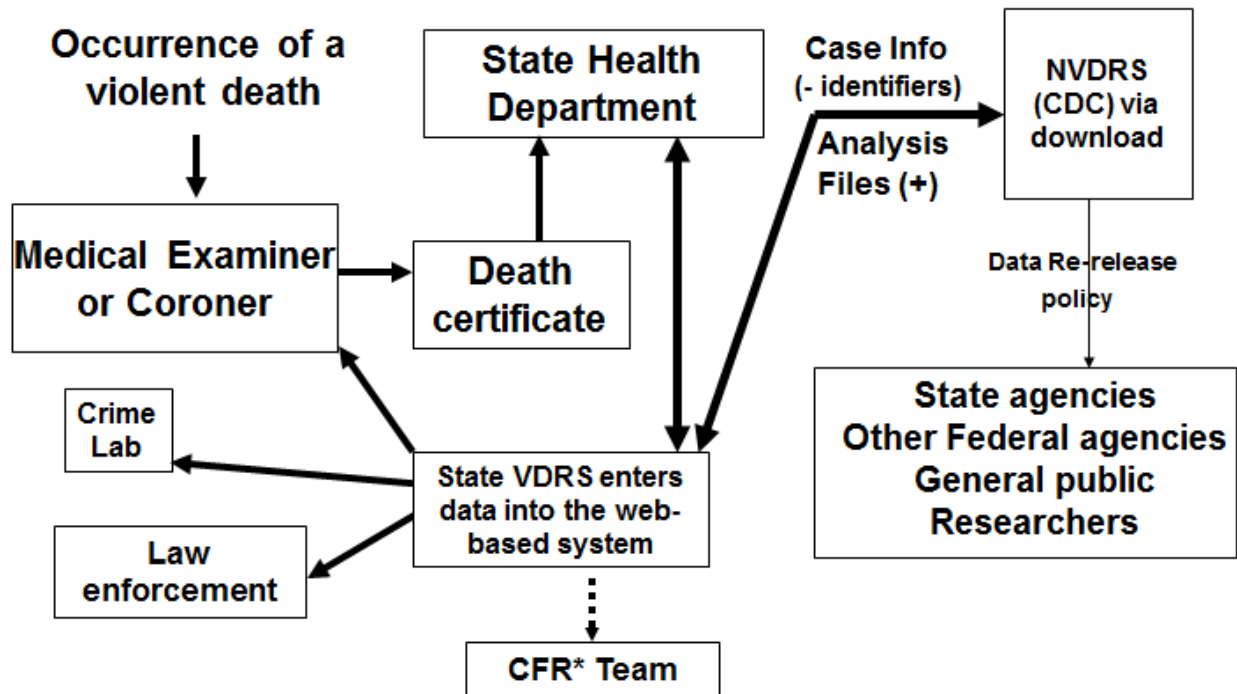 Occurrence of a
violent death
State Health
Department
Case Info
(- identifiers)
Analysis
Files (+)
NVDRS
(CDC) via
download
Medical Examiner
or Coroner
Death
certificate
Data Re-release
policy
Crime
Lab
State VDRS enters
data into the web-
based system
State agencies
Other Federal agencies
General public
Researchers
Law
enforcement
CFR* Team